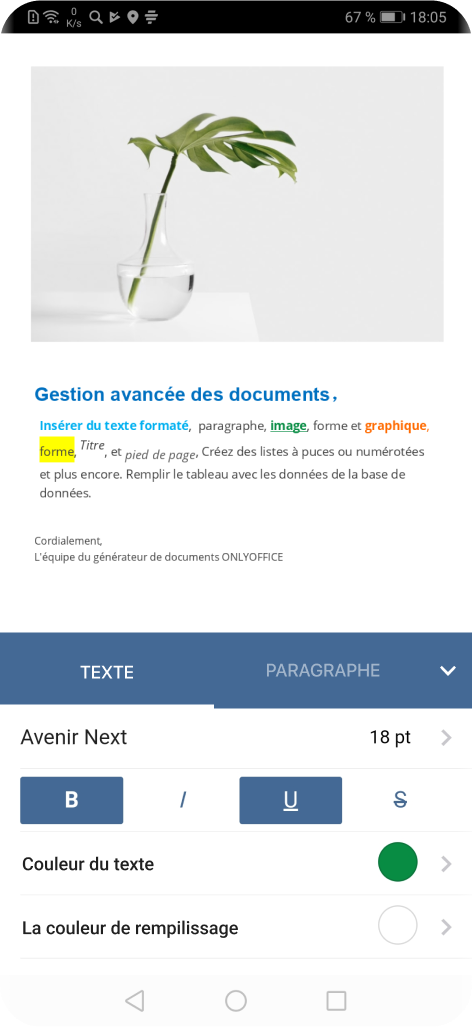 0 K/s 67 % 18:05
Gestion avancée des documents,
Insérer du texte formaté, paragraphe, image, forme et graphique,
forme, Titre, et pied de page, Créez des listes à puces ou numérotées
et plus encore. Remplir le tableau avec les données de la base de
données.
Cordialement,
L'équipe du générateur de documents ONLYOFFICE
TEXTE PARAGRAPHE
Avenir Next 18 pt
B I U S
Couleur du texte
La couleur de rempilissage